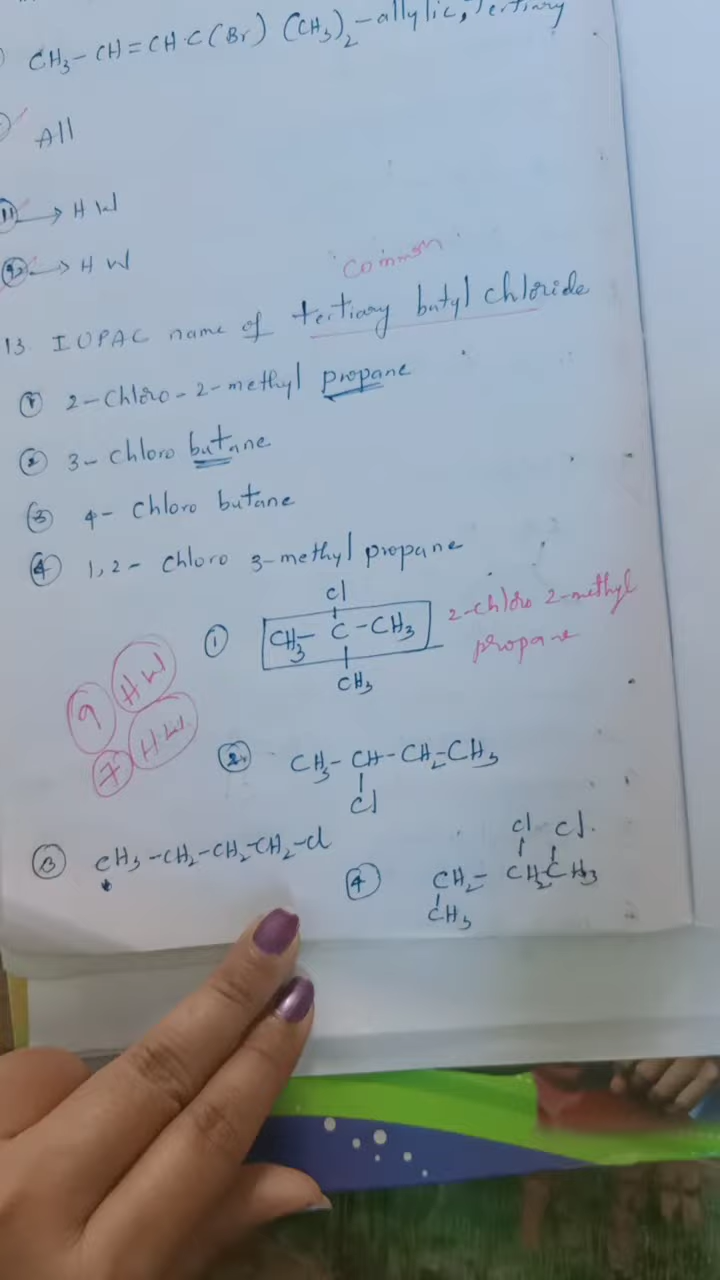 CH₃-CH=CH-C(Br) (CH₃)₂-allylic, Tertiary
All
11 → HW
→ HW
"Common"
13. IUPAC name of tertiary butyl chloride
① 2-chloro-2-methyl propane
② 3-chloro butane
③ 4-chloro butane
④ 1,2-chloro 3-methyl propane
Cl
① CH₃-C-CH₃ 2-chloro 2-methyl
propane
CH₃
9 HW
7 HW
② CH₃-CH-CH₂-CH₃
Cl
③ CH₃-CH₂-CH₂-CH₂-Cl
Cl Cl.
④ CH₂-CH₂CH₃
CH₃